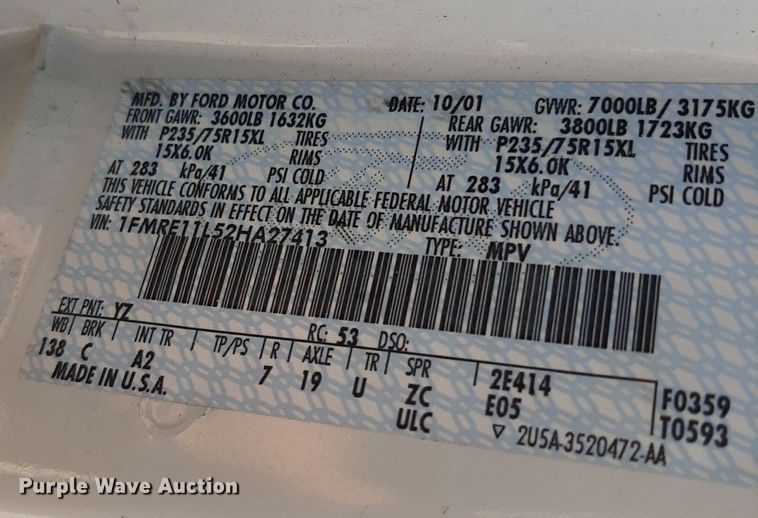 MFD. BY FORD MOTOR CO. DATE: 10/01 GVWR: 7000LB/ 3175KG
FRONT GAWR: 3600LB 1632KG REAR GAWR: 3800LB 1723KG
WITH P235/75R15XL TIRES WITH P235/75R15XL TIRES
15X6.0K RIMS 15X6.0K RIMS
AT 283 kPa/41 PSI COLD AT 283 kPa/41 PSI COLD
THIS VEHICLE CONFORMS TO ALL APPLICABLE FEDERAL MOTOR VEHICLE
SAFETY STANDARDS IN EFFECT ON THE DATE OF MANUFACTURE SHOWN ABOVE.
VIN: 1FMRE11L52HA27413 TYPE: MPV
EXT PNT: YZ RC: 53 DSO:
WB BRK INT TR TP/PS R AXLE TR SPR
138 C A2 7 19 U ZC 2E414 F0359
MADE IN U.S.A. ULC E05 T0593
2U5A-3520472-AA
Purple Wave Auction